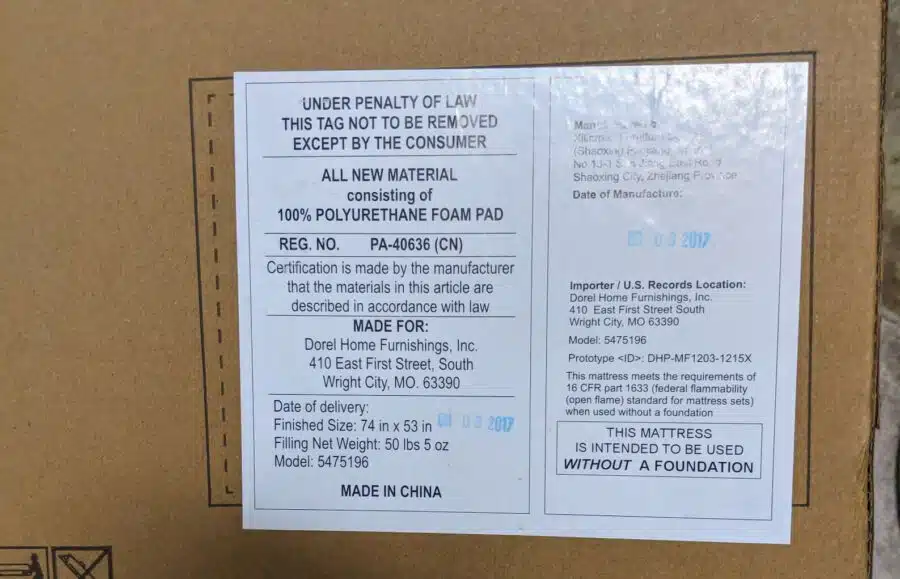 UNDER PENALTY OF LAW
THIS TAG NOT TO BE REMOVED
EXCEPT BY THE CONSUMER
ALL NEW MATERIAL
consisting of
100% POLYURETHANE FOAM PAD
REG. NO. PA-40636 (CN)
Certification is made by the manufacturer
that the materials in this article are
described in accordance with law
MADE FOR:
Dorel Home Furnishings, Inc.
410 East First Street, South
Wright City, MO. 63390
Date of delivery:
03 2017
Finished Size: 74 in x 53 in
Filling Net Weight: 50 lbs 5 oz
Model: 5475196
MADE IN CHINA
(Shaoxing
No
Shaoxing City, Zhejiang Province
Date of Manufacture:
03 2017
Importer / U.S. Records Location:
Dorel Home Furnishings, Inc.
410 East First Street South
Wright City, MO 63390
Model: 5475196
Prototype <ID>: DHP-MF1203-1215X
This mattress meets the requirements of
16 CFR part 1633 (federal flammability
(open flame) standard for mattress sets)
when used without a foundation
THIS MATTRESS
IS INTENDED TO BE USED
WITHOUT A FOUNDATION